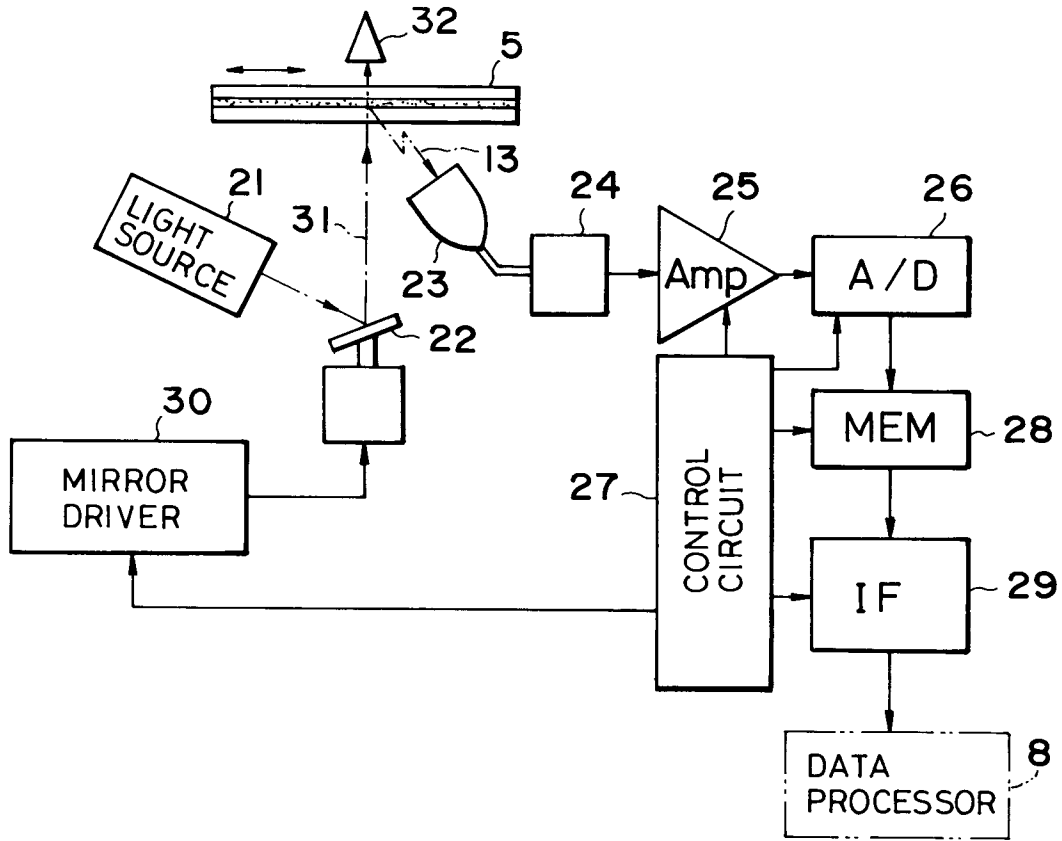 32
5
13
21
LIGHT
SOURCE
31
23
24
25
26
Amp
A/D
22
30
MIRROR
DRIVER
27
CONTROL
CIRCUIT
MEM
28
IF
29
DATA
PROCESSOR
8